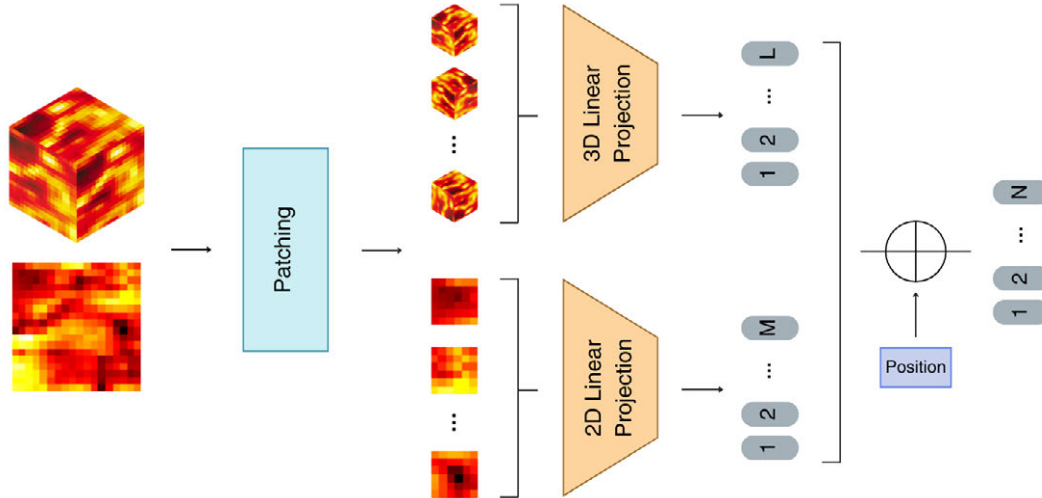 Patching
3D Linear
Projection
2D Linear
Projection
L
...
2
1
M
...
2
1
Position
N
...
2
1